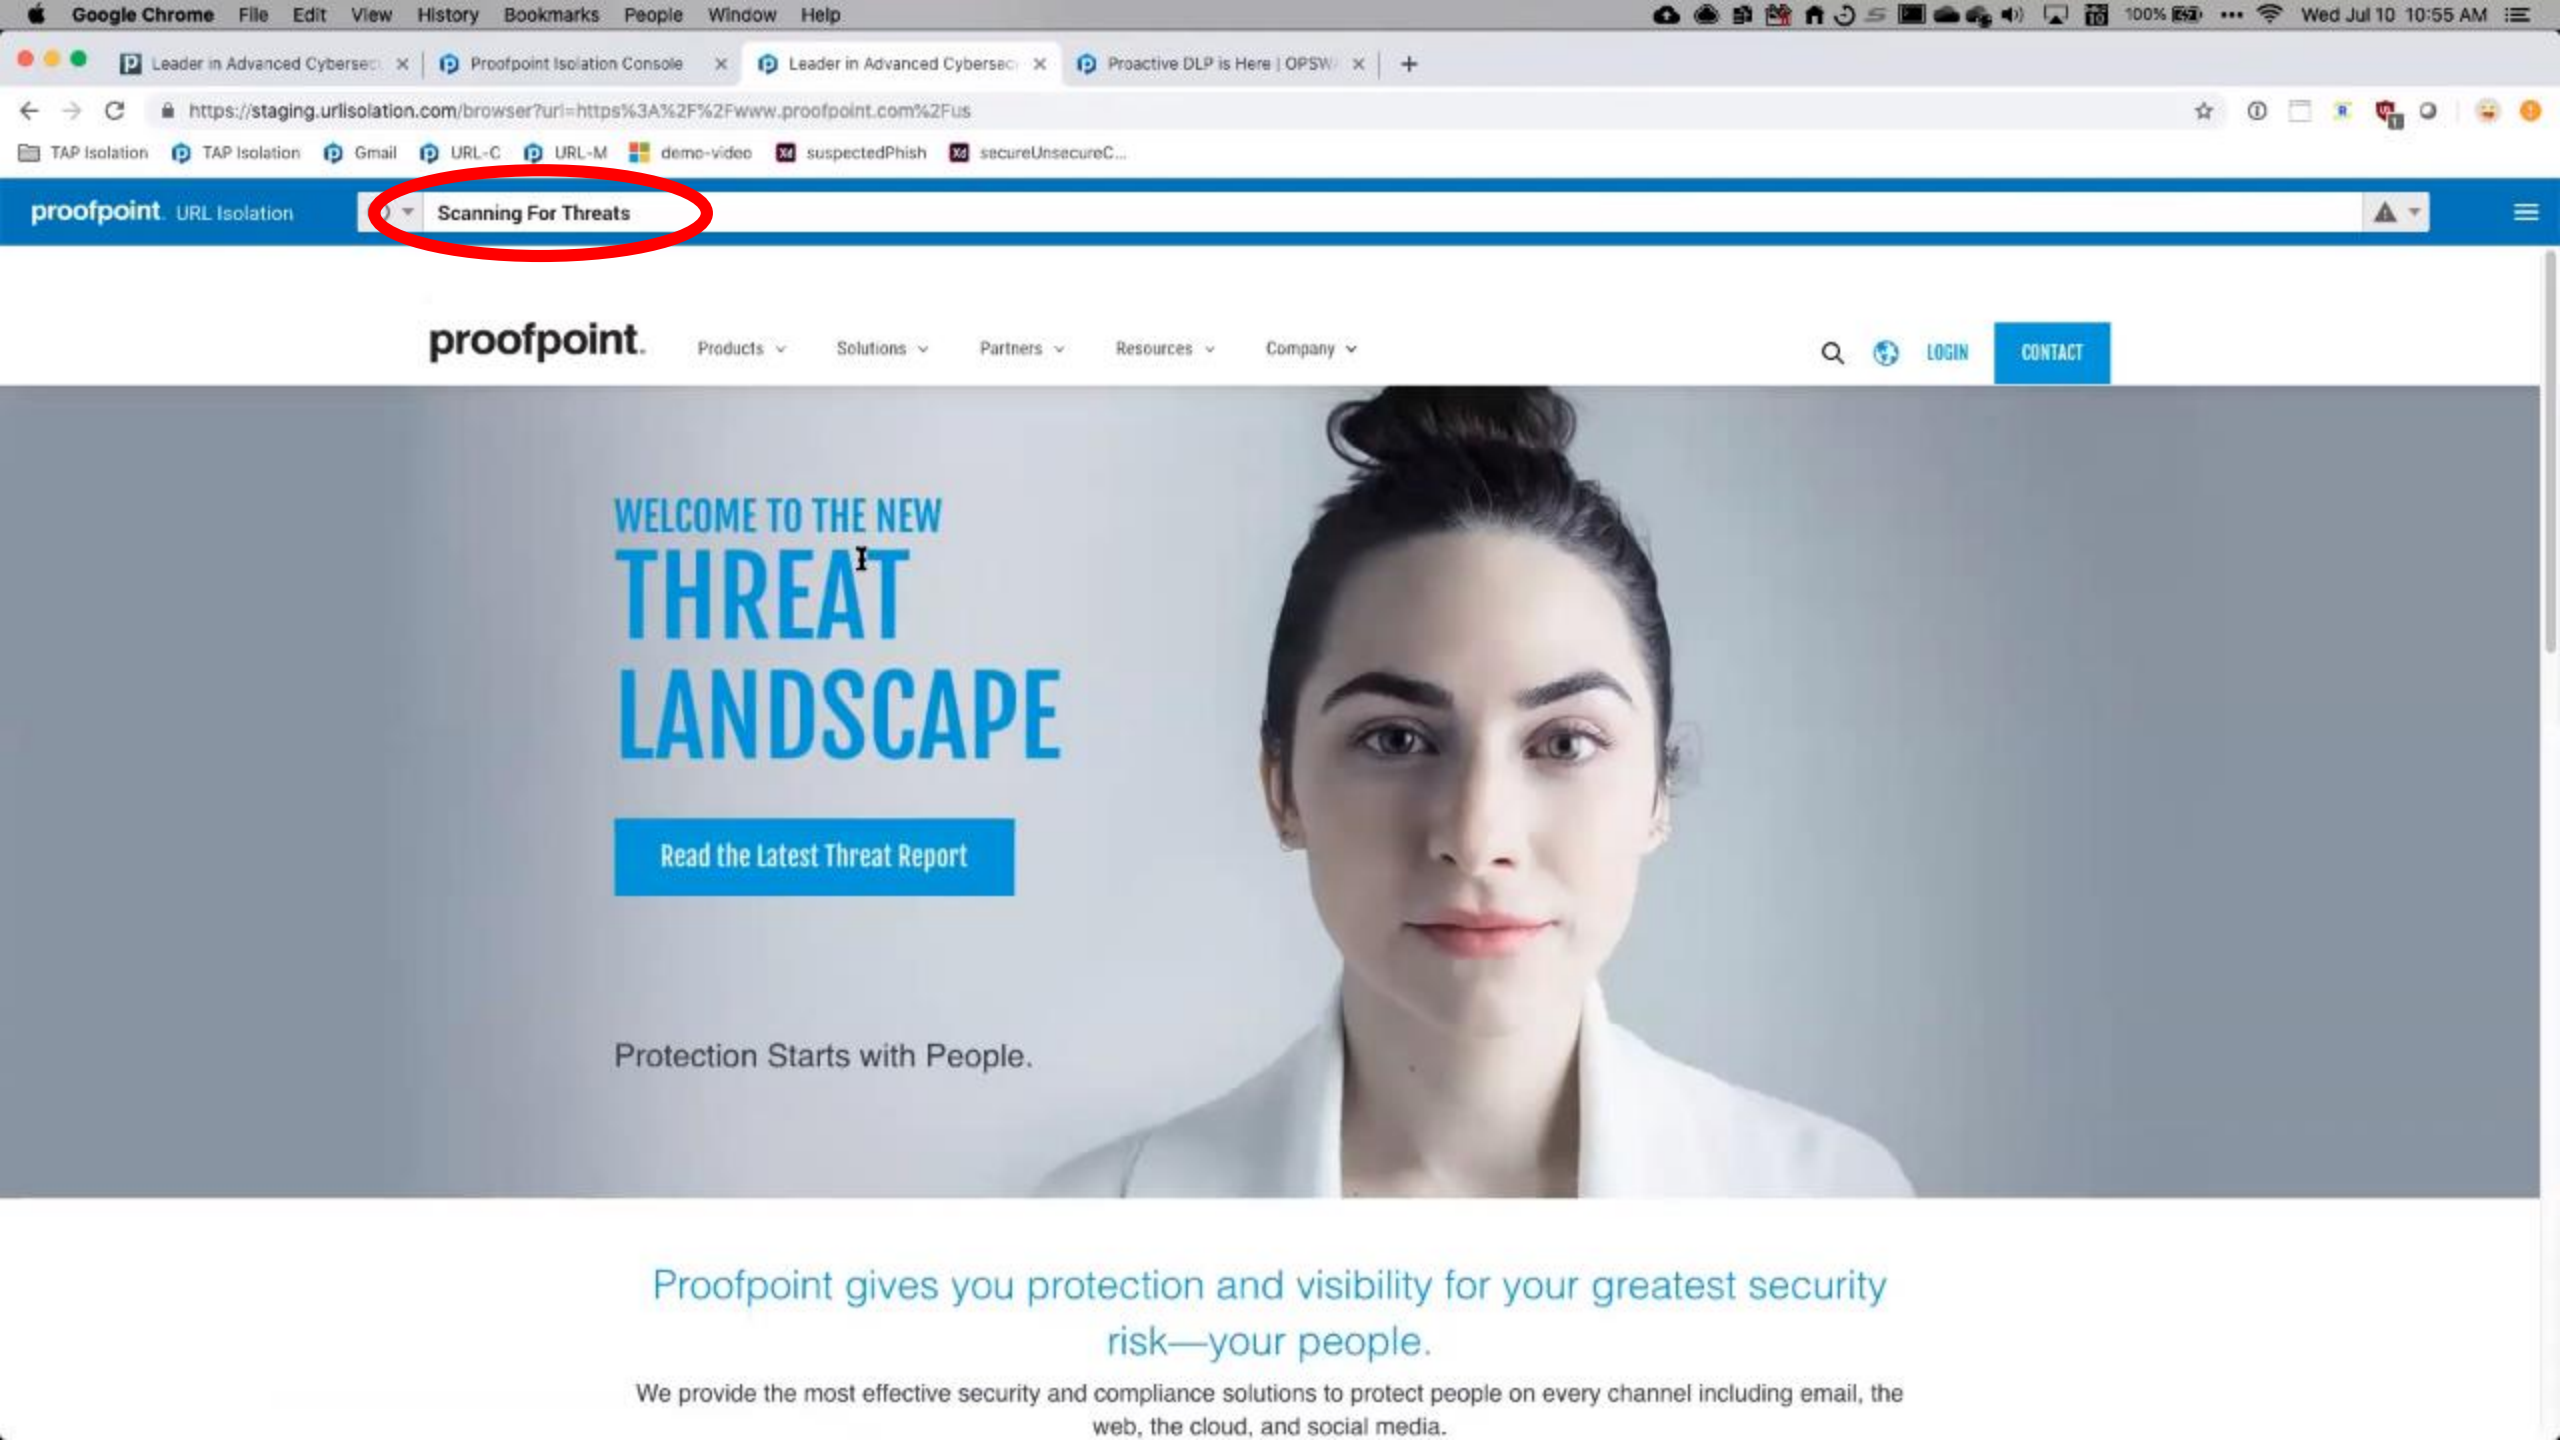 Google Chrome File Edit View History Bookmarks People Window Help 100% Wed Jul 10 10:55 AM
Leader in Advanced Cybersec Proofpoint Isolation Console Leader in Advanced Cybersec Proactive DLP is Here | OPSW
https://staging.urlisolation.com/browser?url=https%3A%2F%2Fwww.proofpoint.com%2Fus
TAP Isolation TAP Isolation Gmail URL-C URL-M demo-video suspectedPhish secureUnsecureC...
proofpoint. URL Isolation Scanning For Threats
proofpoint. Products Solutions Partners Resources Company LOGIN CONTACT
WELCOME TO THE NEW
THREAT
LANDSCAPE
Read the Latest Threat Report
Protection Starts with People.
Proofpoint gives you protection and visibility for your greatest security
risk—your people.
We provide the most effective security and compliance solutions to protect people on every channel including email, the
web, the cloud, and social media.